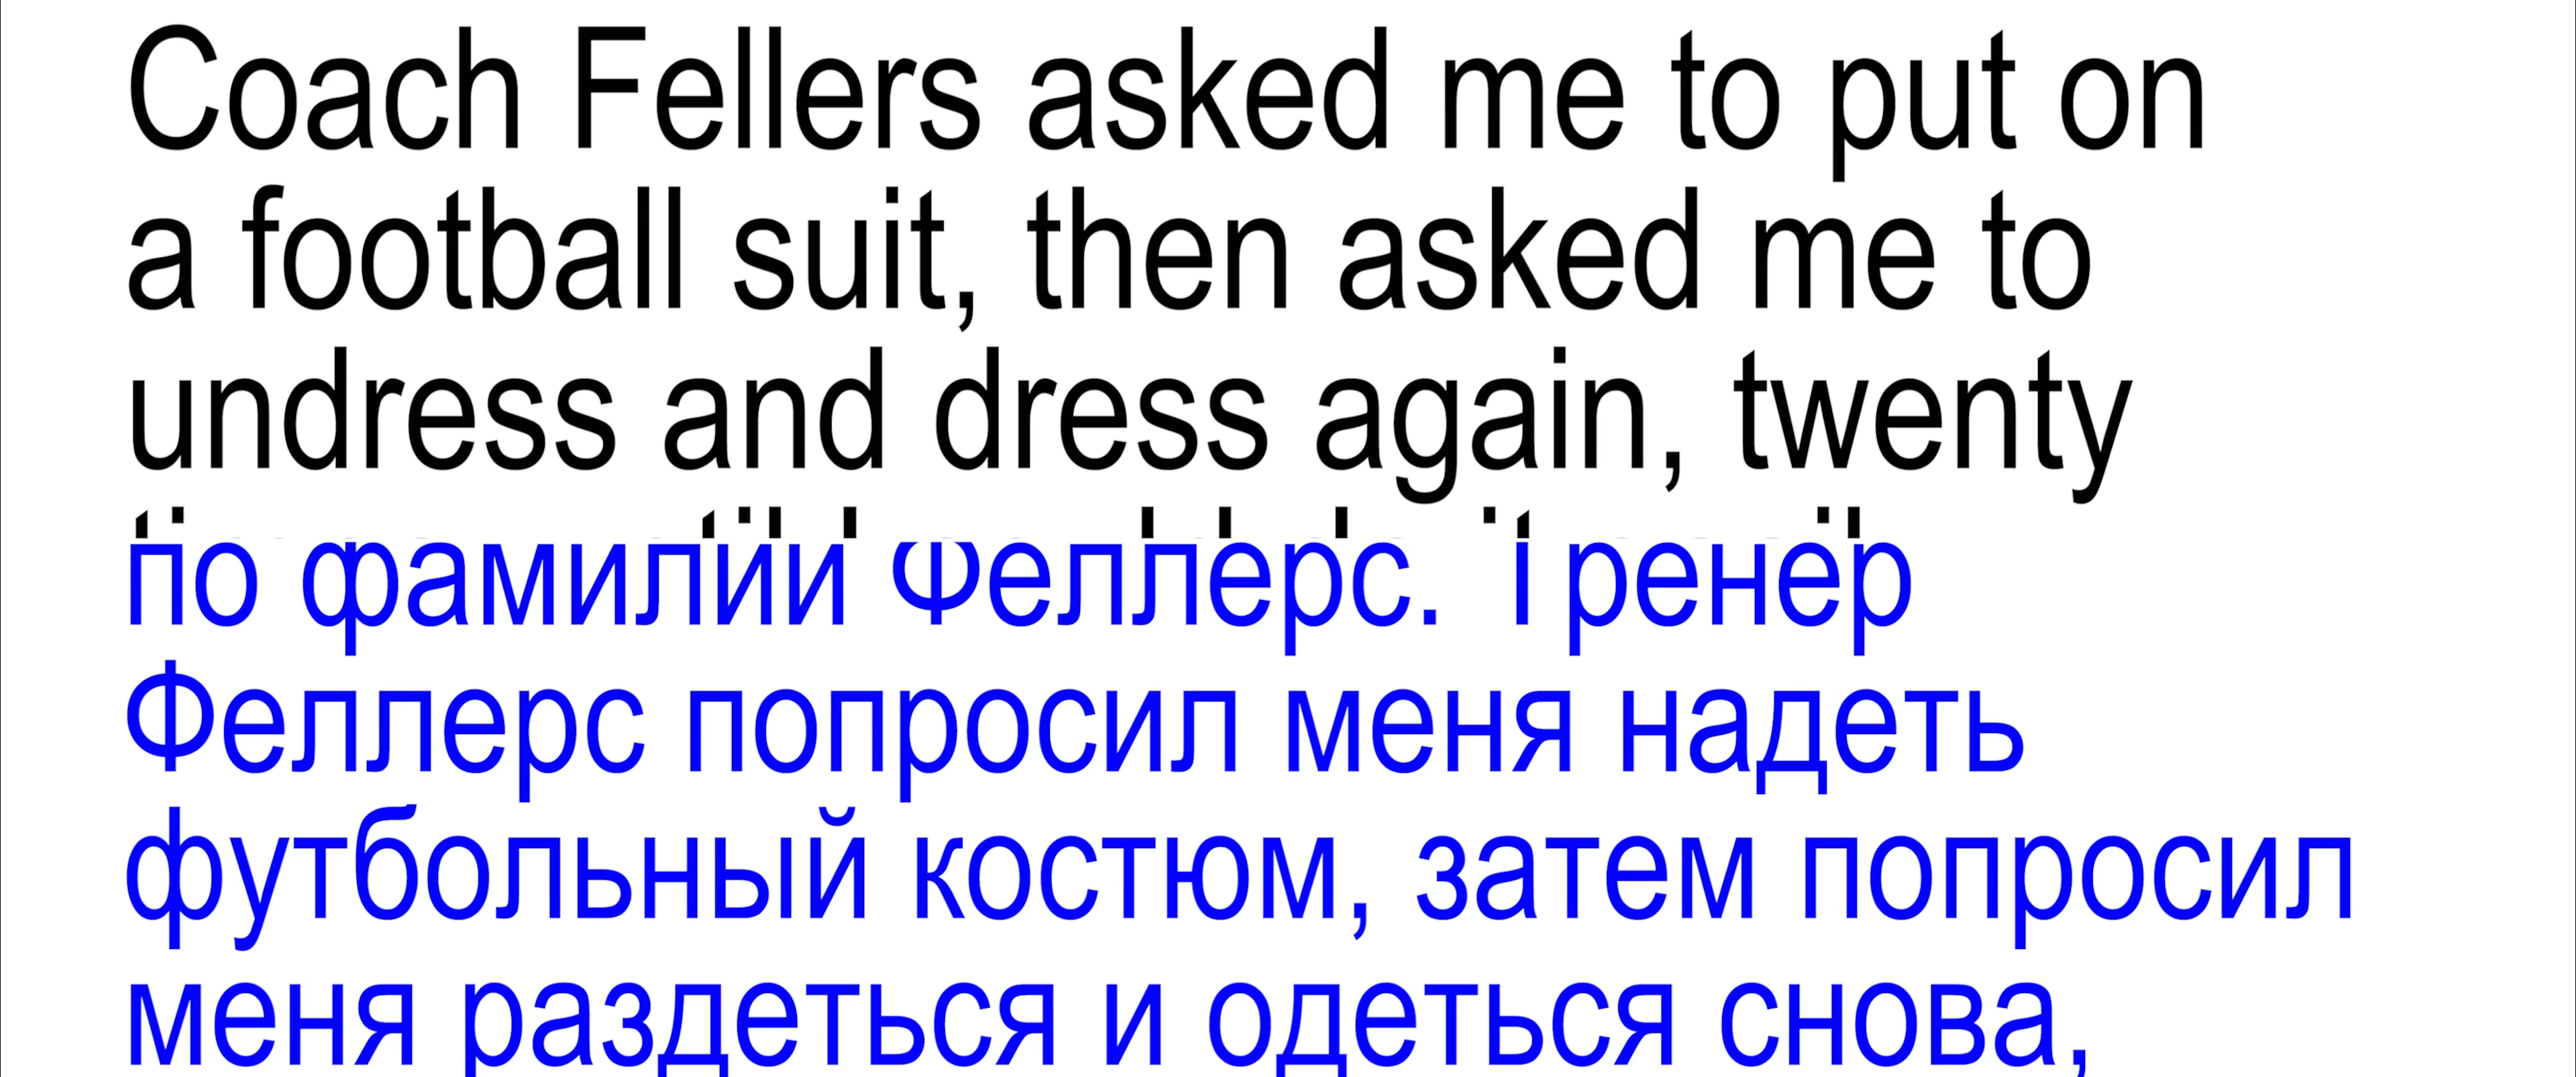 Coach Fellers asked me to put on
a football suit, then asked me to
undress and dress again, twenty
по фамилии Феллерс. Тренер
Феллерс попросил меня надеть
футбольный костюм, затем попросил
меня раздеться и одеться снова,